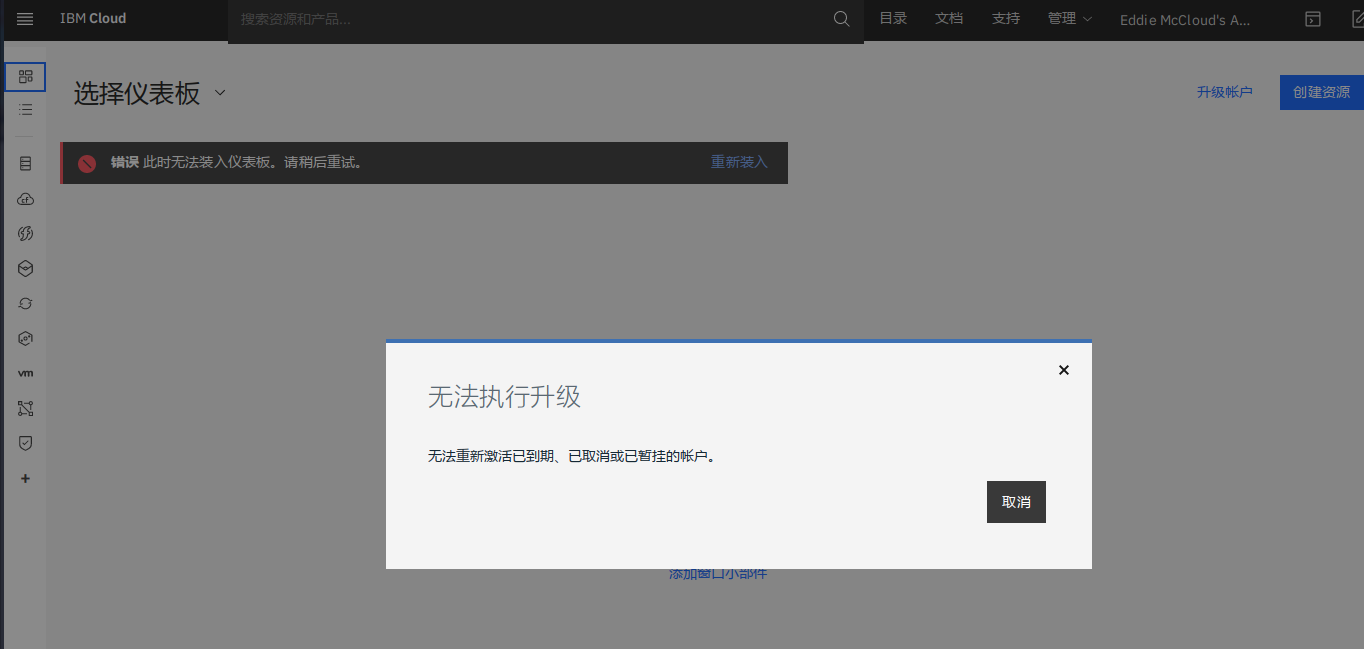 IBM Cloud
搜索资源和产品...
目录
文档
支持
管理
Eddie McCloud's A...
选择仪表板
升级帐户
创建资源
错误 此时无法装入仪表板。请稍后重试。
重新装入
无法执行升级
无法重新激活已到期、已取消或已暂挂的帐户。
取消
添加窗口小部件
cf
vm